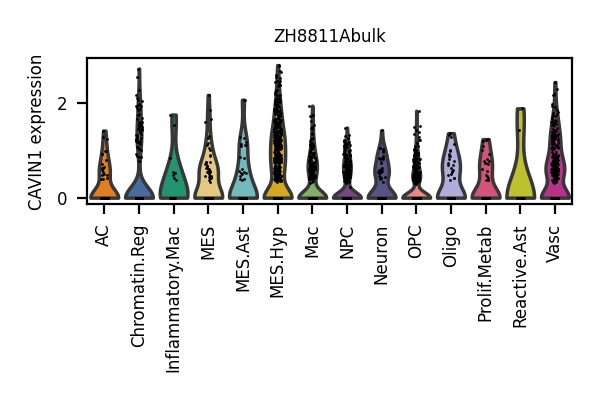 ZH8811Abulk
CAVIN1 expression
2
0
AC
Chromatin.Reg
Inflammatory.Mac
MES
MES.Ast
MES.Hyp
Mac
NPC
Neuron
OPC
Oligo
Prolif.Metab
Reactive.Ast
Vasc